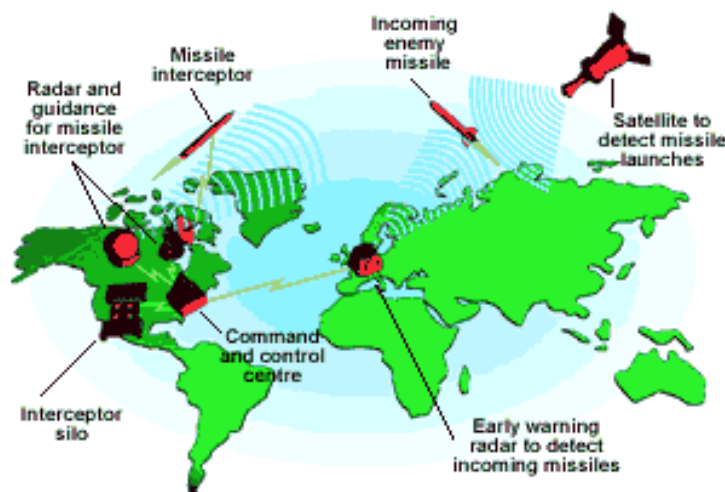 Missile
interceptor
Incoming
enemy
missile
Radar and
guidance
for missile
interceptor
Satellite to
detect missile
launches
Command
and control
centre
Interceptor
silo
Early warning
radar to detect
incoming missiles